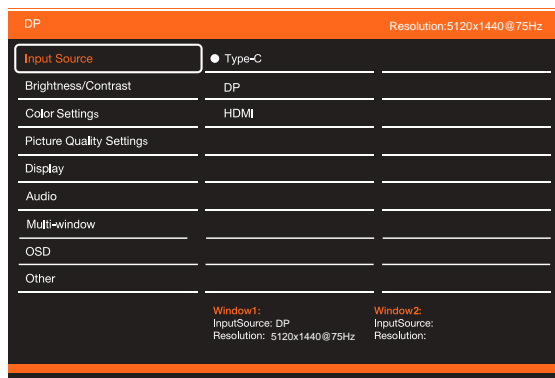 DP
Resolution:5120x1440@75Hz
Input Source
Type-C
Brightness/Contrast
DP
Color Settings
HDMI
Picture Quality Settings
Display
Audio
Multi-window
OSD
Other
Window1:
InputSource: DP
Resolution: 5120x1440@75Hz
Window2:
InputSource:
Resolution: